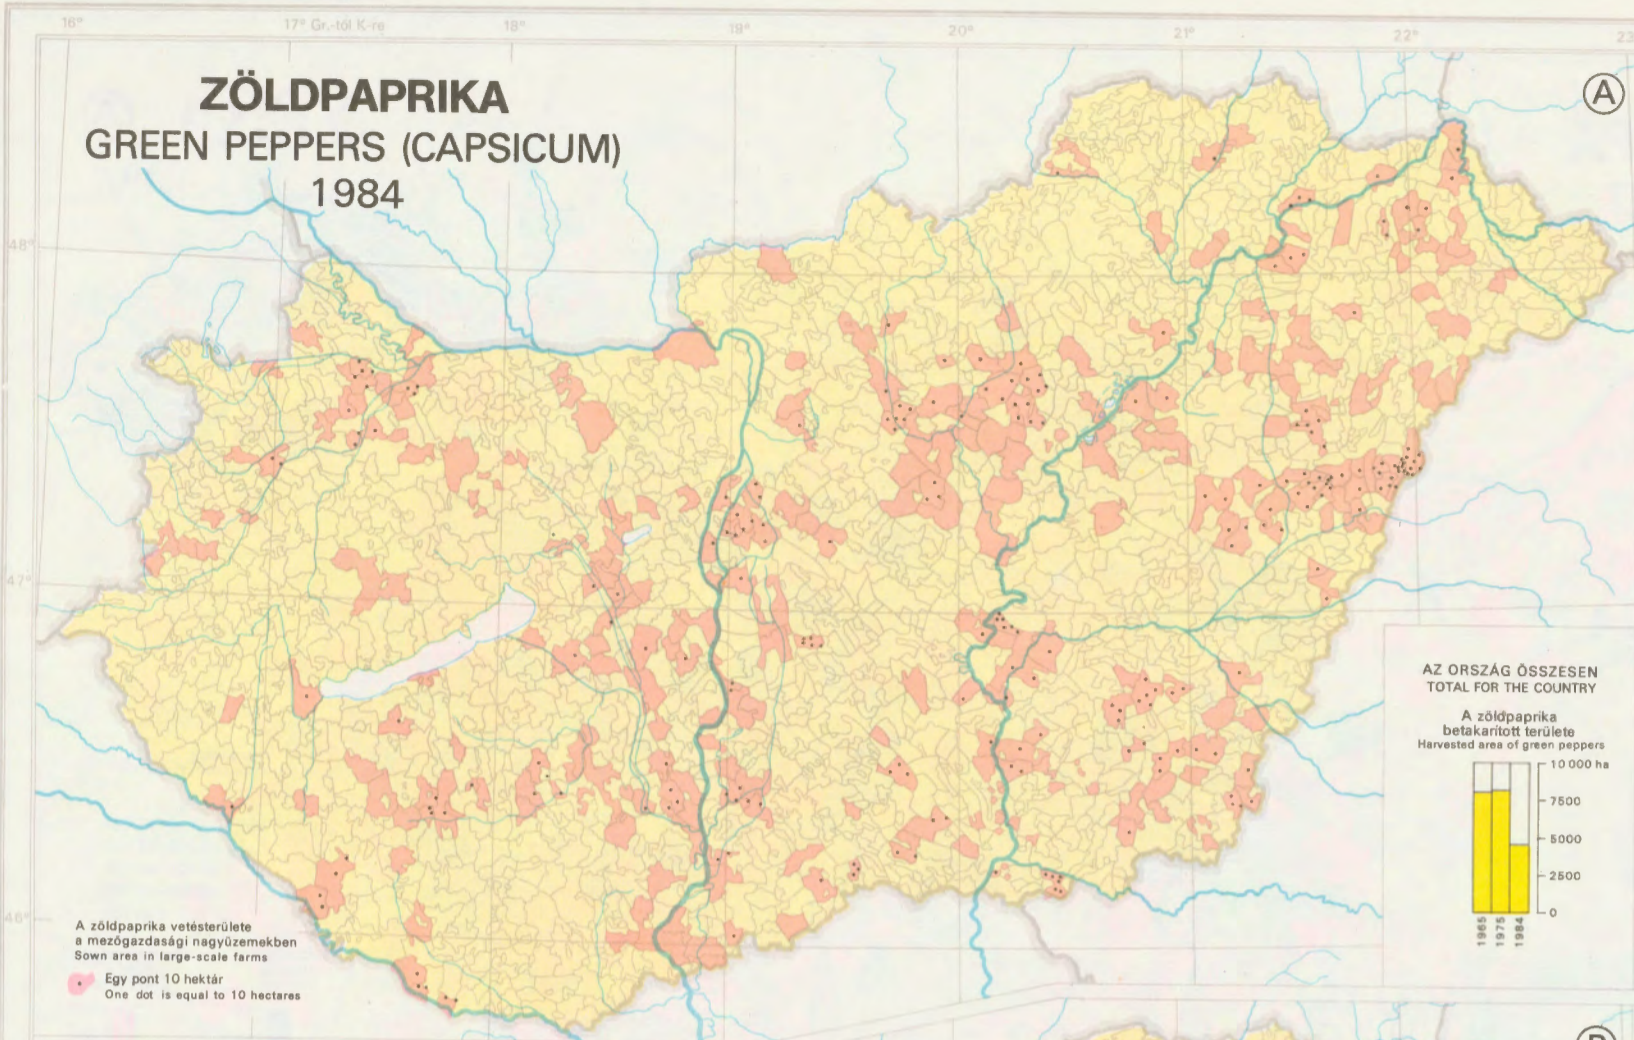 16°
17° Gr.-tól K-re
18°
19°
20°
21°
22°
23
ZÖLDPAPRIKA
GREEN PEPPERS (CAPSICUM)
1984
A
48°
47°
46°
AZ ORSZÁG ÖSSZESEN
TOTAL FOR THE COUNTRY
A zöldpaprika
betakarított területe
Harvested area of green peppers
10 000 ha
7500
5000
2500
0
1965
1975
1984
A zöldpaprika vetésterülete
a mezőgazdasági nagyüzemekben
Sown area in large-scale farms
Egy pont 10 hektár
One dot is equal to 10 hectares